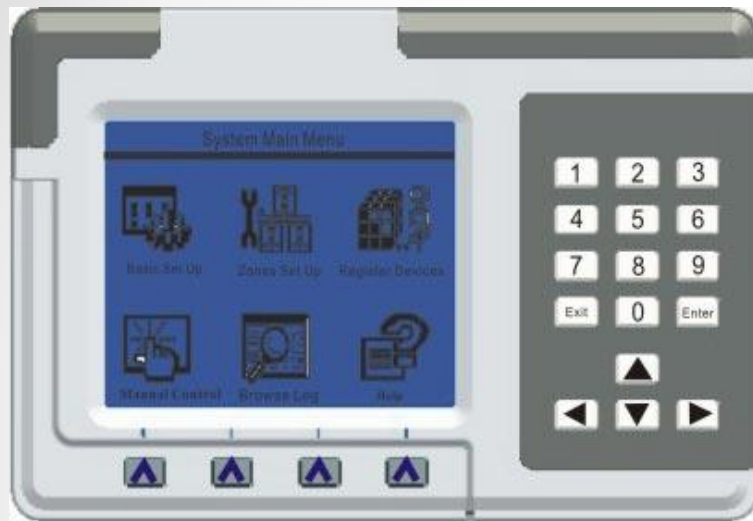 System Main Menu
Basic Set Up
Zones Set Up
Register Devices
Manual Control
Browse Log
Help
1 2 3
4 5 6
7 8 9
Exit 0 Enter